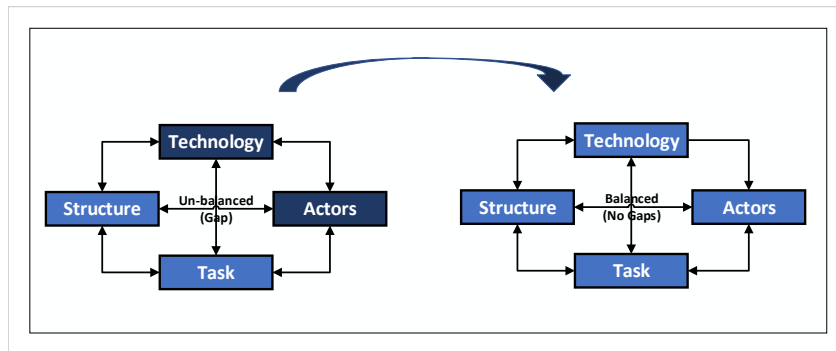 Technology
Structure
Un-balanced
(Gap)
Actors
Task
Technology
Structure
Balanced
(No Gaps)
Actors
Task